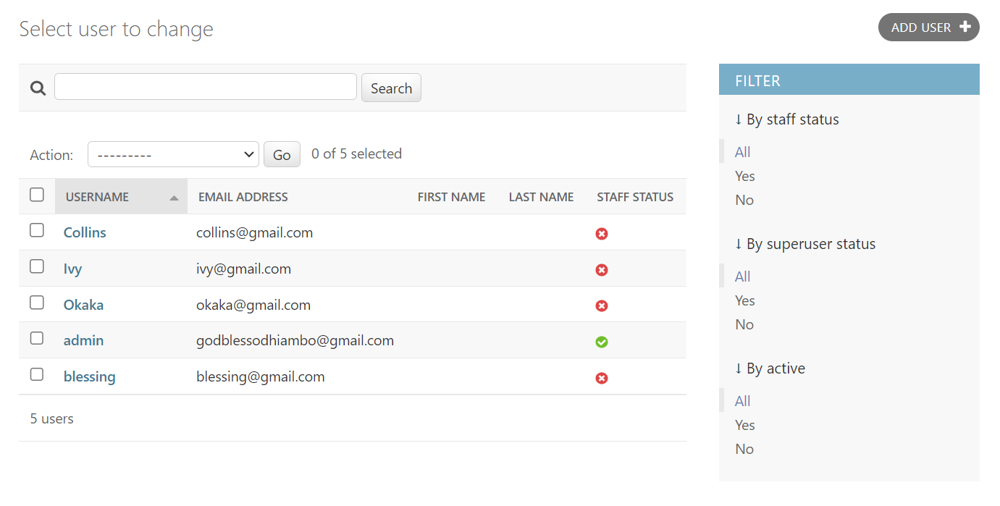 Select user to change
ADD USER
Search
Action: --------- Go 0 of 5 selected
USERNAME EMAIL ADDRESS FIRST NAME LAST NAME STAFF STATUS
Collins collins@gmail.com
Ivy ivy@gmail.com
Okaka okaka@gmail.com
admin godblessodhiambo@gmail.com
blessing blessing@gmail.com
5 users
FILTER
↓ By staff status
All
Yes
No
↓ By superuser status
All
Yes
No
↓ By active
All
Yes
No